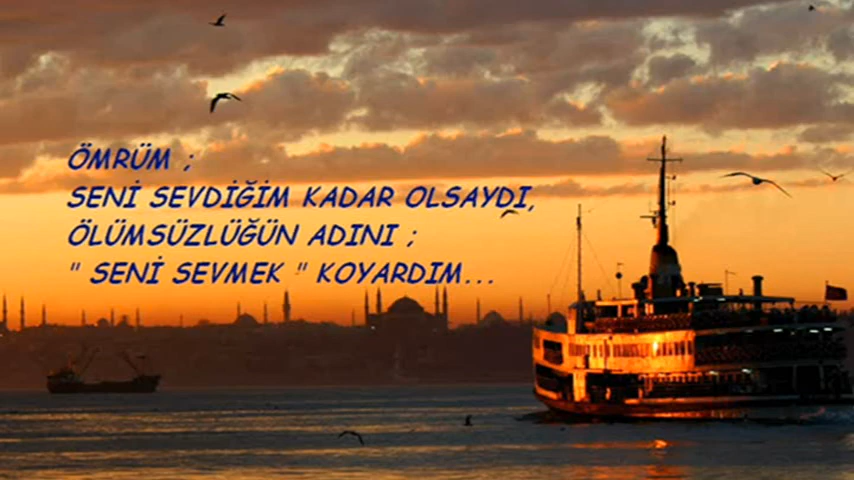 ÖMRÜM ;
SENİ SEVDİĞİM KADAR OLSAYDI,
ÖLÜMSÜZLÜĞÜN ADINI ;
" SENİ SEVMEK " KOYARDIM...